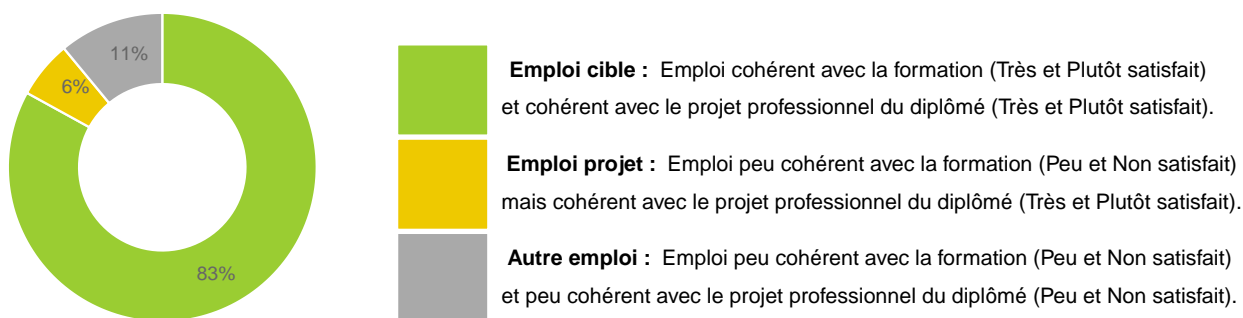 11%
6%
83%
Emploi cible : Emploi cohérent avec la formation (Très et Plutôt satisfait)
et cohérent avec le projet professionnel du diplômé (Très et Plutôt satisfait).
Emploi projet : Emploi peu cohérent avec la formation (Peu et Non satisfait)
mais cohérent avec le projet professionnel du diplômé (Très et Plutôt satisfait).
Autre emploi : Emploi peu cohérent avec la formation (Peu et Non satisfait)
et peu cohérent avec le projet professionnel du diplômé (Peu et Non satisfait).